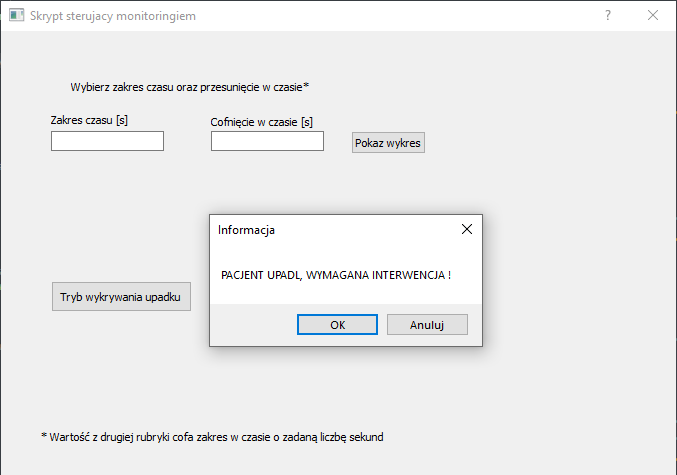 Skrypt sterujacy monitoringiem
Wybierz zakres czasu oraz przesunięcie w czasie*
Zakres czasu [s]
Cofnięcie w czasie [s]
Pokaz wykres
Informacja
PACJENT UPADL, WYMAGANA INTERWENCJA !
Tryb wykrywania upadku
OK
Anuluj
* Wartość z drugiej rubryki cofa zakres w czasie o zadaną liczbę sekund